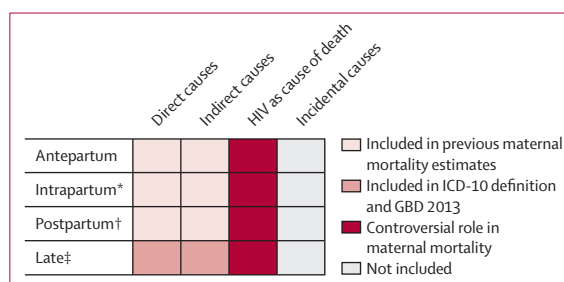 Direct causes
Indirect causes
HIV as cause of death
Incidental causes
Antepartum
Intrapartum*
Postpartum†
Late‡
Included in previous maternal
mortality estimates
Included in ICD-10 definition
and GBD 2013
Controversial role in
maternal mortality
Not included